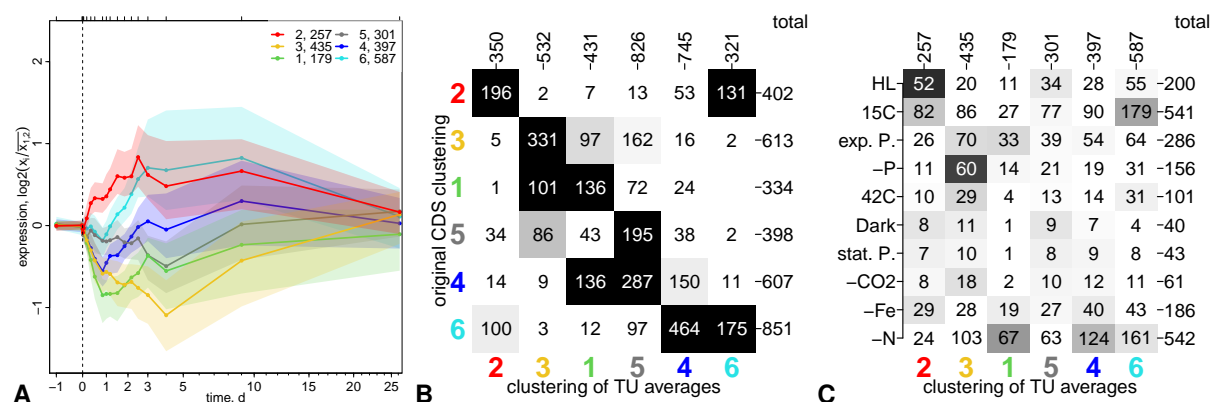 2, 257
3, 435
1, 179
5, 301
4, 397
6, 587
expression, log2(xᵢ/x̅₁,₂)
2
1
0
−1
−1 0 1 2 3 5 10 15 20 25
time, d
A
total
350 532 431 826 745 321
original CDS clustering
2 196 2 7 13 53 131 402
3 5 331 97 162 16 2 613
1 1 101 136 72 24 334
5 34 86 43 195 38 2 398
4 14 9 136 287 150 11 607
6 100 3 12 97 464 175 851
2 3 1 5 4 6
clustering of TU averages
B
total
257 435 179 301 397 587
HL 52 20 11 34 28 55 200
15C 82 86 27 77 90 179 541
exp. P. 26 70 33 39 54 64 286
−P 11 60 14 21 19 31 156
42C 10 29 4 13 14 31 101
Dark 8 11 1 9 7 4 40
stat. P. 7 10 1 8 9 8 43
−CO2 8 18 2 10 12 11 61
−Fe 29 28 19 27 40 43 186
−N 24 103 67 63 124 161 542
2 3 1 5 4 6
clustering of TU averages
C